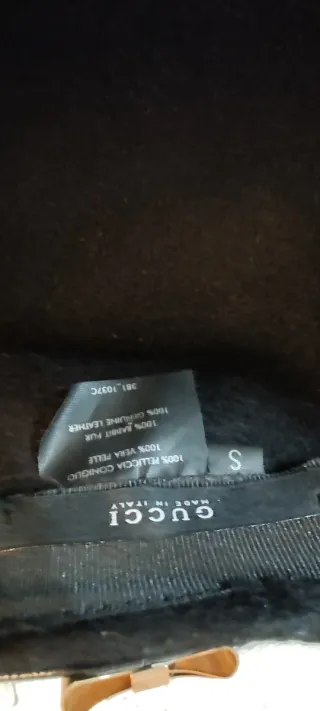 GUCCI
MADE IN ITALY
S
100% PELLICCIA CONIGLIO
100% VERA PELLE
100% RABBIT FUR
100% GENUINE LEATHER
381_1037C